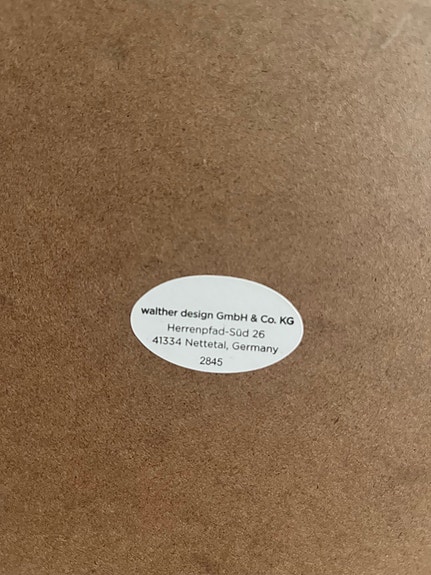 walther design GmbH & Co. KG
Herrenpfad-Süd 26
41334 Nettetal, Germany
2845